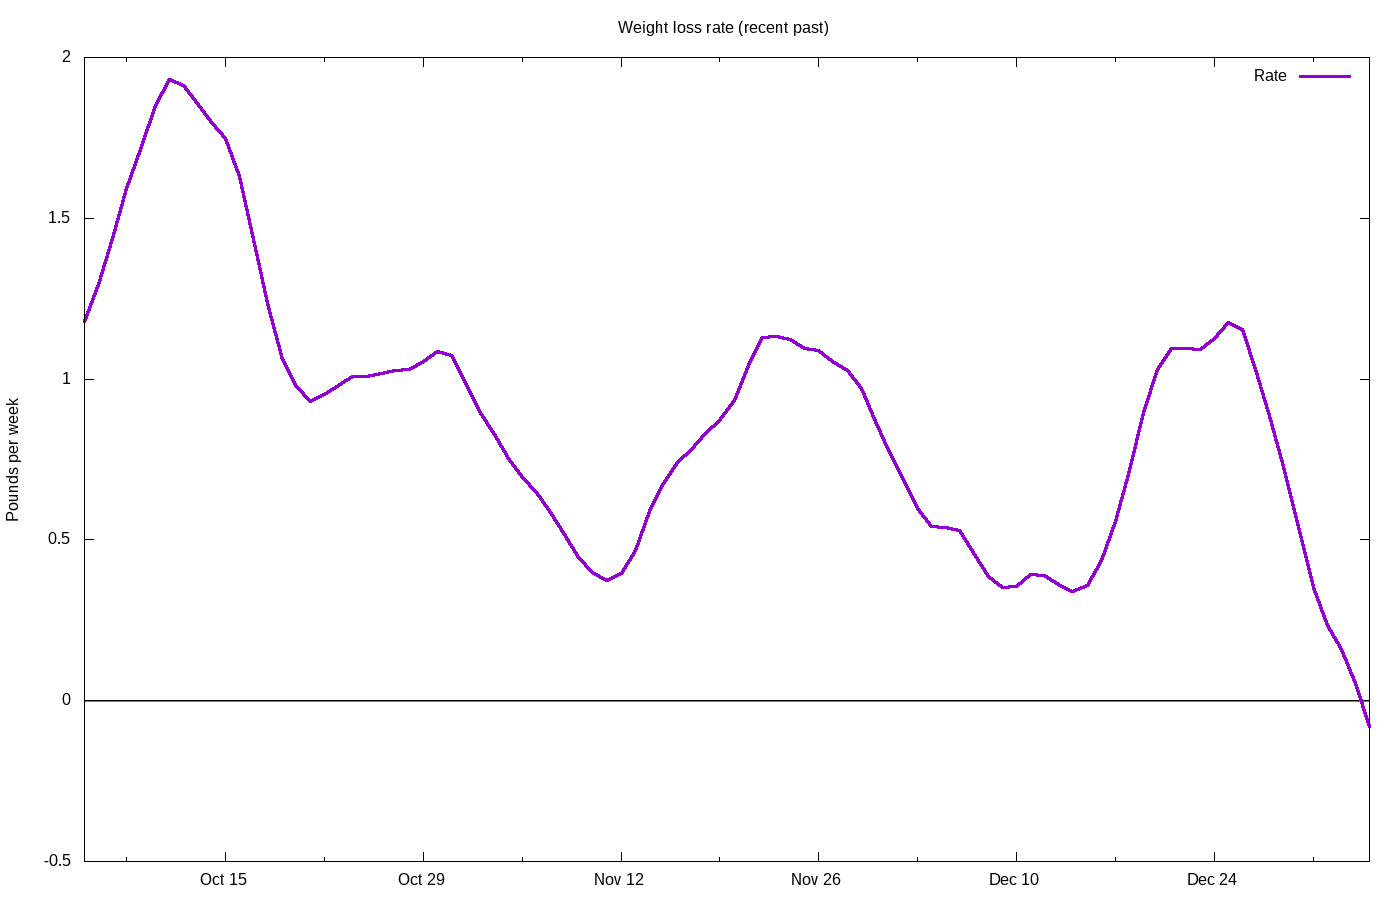 Weight loss rate (recent past)
Rate
Pounds per week
2
1.5
1
0.5
0
-0.5
Oct 15
Oct 29
Nov 12
Nov 26
Dec 10
Dec 24